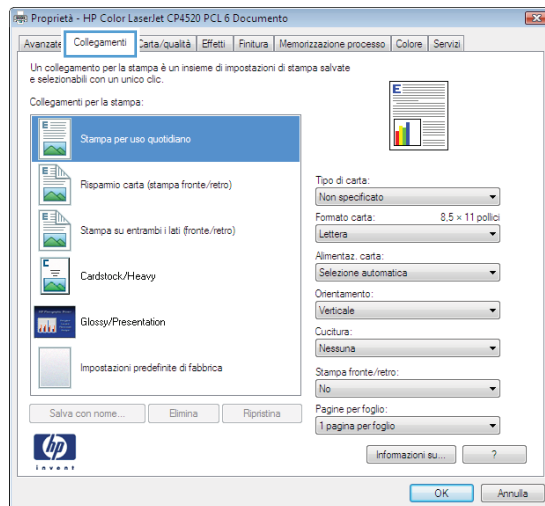 Proprietà - HP Color LaserJet CP4520 PCL 6 Documento
Avanzate Collegamenti Carta/qualità Effetti Finitura Memorizzazione processo Colore Servizi
Un collegamento per la stampa è un insieme di impostazioni di stampa salvate
e selezionabili con un unico clic.
Collegamenti per la stampa:
E
E
Stampa per uso quotidiano
E
Risparmio carta (stampa fronte/retro)
E
Stampa su entrambi i lati (fronte/retro)
C
Cardstock/Heavy
Glossy/Presentation
Impostazioni predefinite di fabbrica
Tipo di carta:
Non specificato
Formato carta: 8,5 × 11 pollici
Lettera
Alimentaz. carta:
Selezione automatica
Orientamento:
Verticale
Cucitura:
Nessuna
Stampa fronte/retro:
No
Pagine per foglio:
1 pagina per foglio
Salva con nome... Elimina Ripristina
hp
invent
Informazioni su... ?
OK Annulla